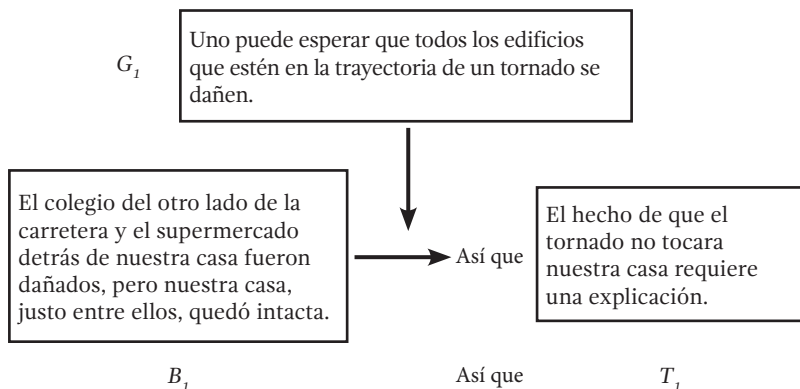 Uno puede esperar que todos los edificios
que estén en la trayectoria de un tornado se
dañen.
G1
El colegio del otro lado de la
carretera y el supermercado
detrás de nuestra casa fueron
dañados, pero nuestra casa,
justo entre ellos, quedó intacta.
Así que
El hecho de que el
tornado no tocara
nuestra casa requiere
una explicación.
B1
Así que
T1